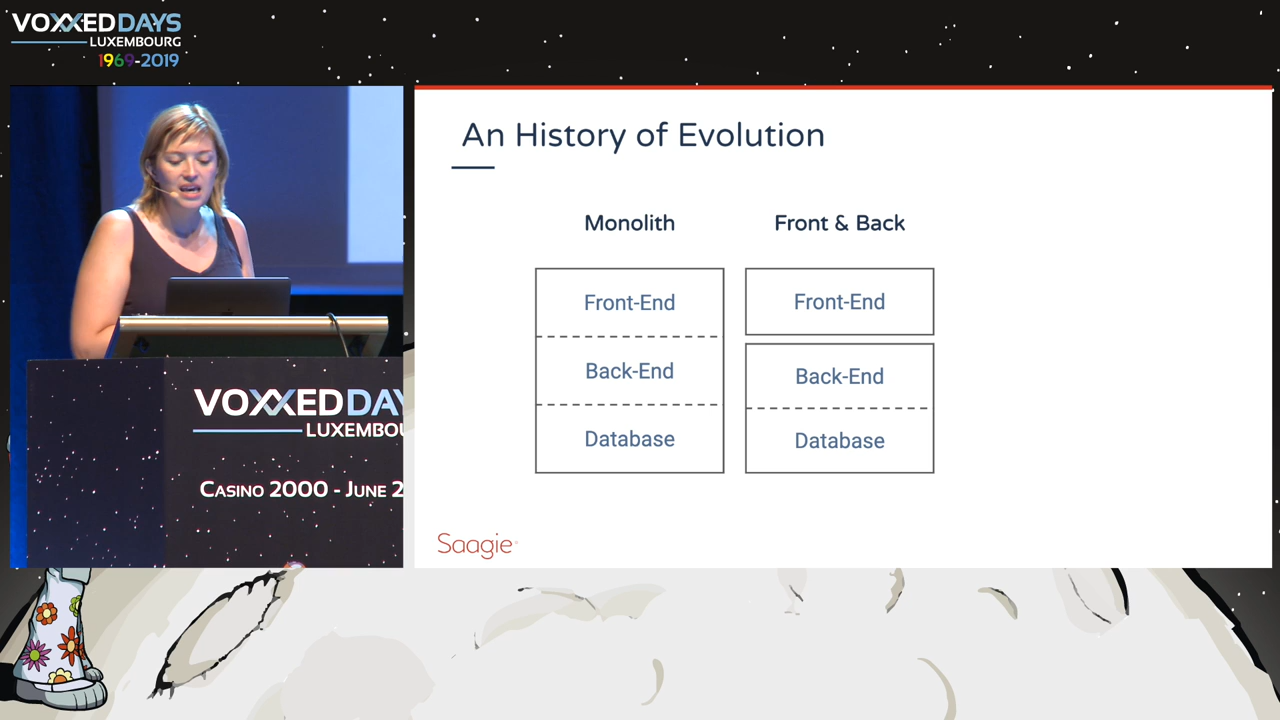 VOXXEDDAYS
LUXEMBOURG
1969-2019
An History of Evolution
Monolith
Front & Back
Front-End
Back-End
Database
Front-End
Back-End
Database
Saagie
VOXXEDDAY
LUXEMBOU
CASINO 2000 - JUNE 2